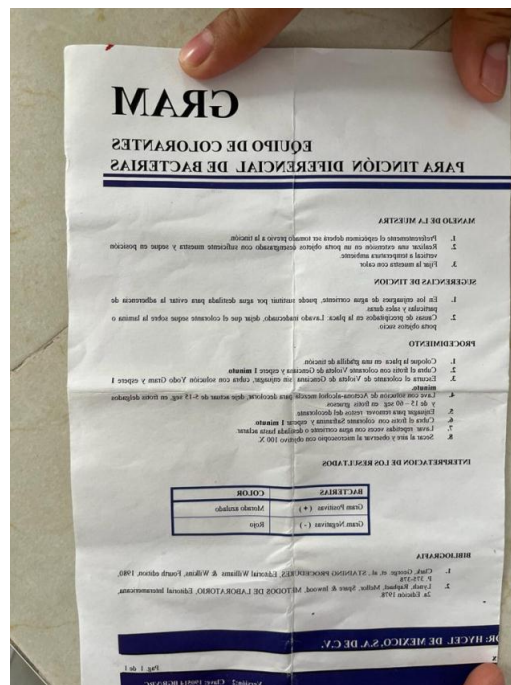 GRAM
EQUIPO DE COLORANTES
PARA TINCIÓN DIFERENCIAL DE BACTERIAS
MANEJO DE LA MUESTRA
1. Preferentemente el espécimen deberá ser tomado previo a la tinción.
2. Realizar una extensión en un porta objetos desengrasado con suficiente muestra y seque en posición
vertical a temperatura ambiente.
3. Fijar la muestra con calor
SUGERENCIAS DE TINCION
1. En los enjuagues de agua corriente, puede sustituir por agua destilada para evitar la adherencia de
partículas y sales duras.
2. Causas de precipitados en la placa: Lavado inadecuado, dejar que el colorante seque sobre la lamina o
porta objetos sucio.
PROCEDIMIENTO
1. Coloque la placa en una gradilla de tinción.
2. Cubra el frotis con colorante Violeta de Genciana y espere 1 minuto.
3. Escurra el colorante de Violeta de Genciana sin enjuagar, cubra con solución Yodo Gram y espere 1
minuto.
4. Lave con solución de Acetona-alcohol mezcla para decolorar, deje actuar de 5-15 seg. en frotis delgados
y de 15 – 60 seg. en frotis gruesos
5. Enjuagar para remover restos del decolorante.
6. Cubra el frotis con colorante Safranina y esperar 1 minuto.
7. Lavar repetidas veces con agua corriente o destilada hasta aclarar.
8. Secar al aire y observar al microscopio con objetivo 100 X.
INTERPRETACION DE LOS RESULTADOS
BACTERIAS COLOR
Gram Positivas (+) Morado azulado
Gram Negativas (-) Rojo
BIBLIOGRAFIA
1. Clark, George. et, al., STAINING PROCEDURES, Editorial Williams & Wilkins, Fourth edition, 1980,
P. 375-378
2. Lynch, Raphael, Mellor, Spare & Inwood, METODOS DE LABORATORIO, Editorial Interamericana,
2a. Edición 1978
OR: HYCEL DE MEXICO, S.A. DE C.V.
Pag. 1 de 1